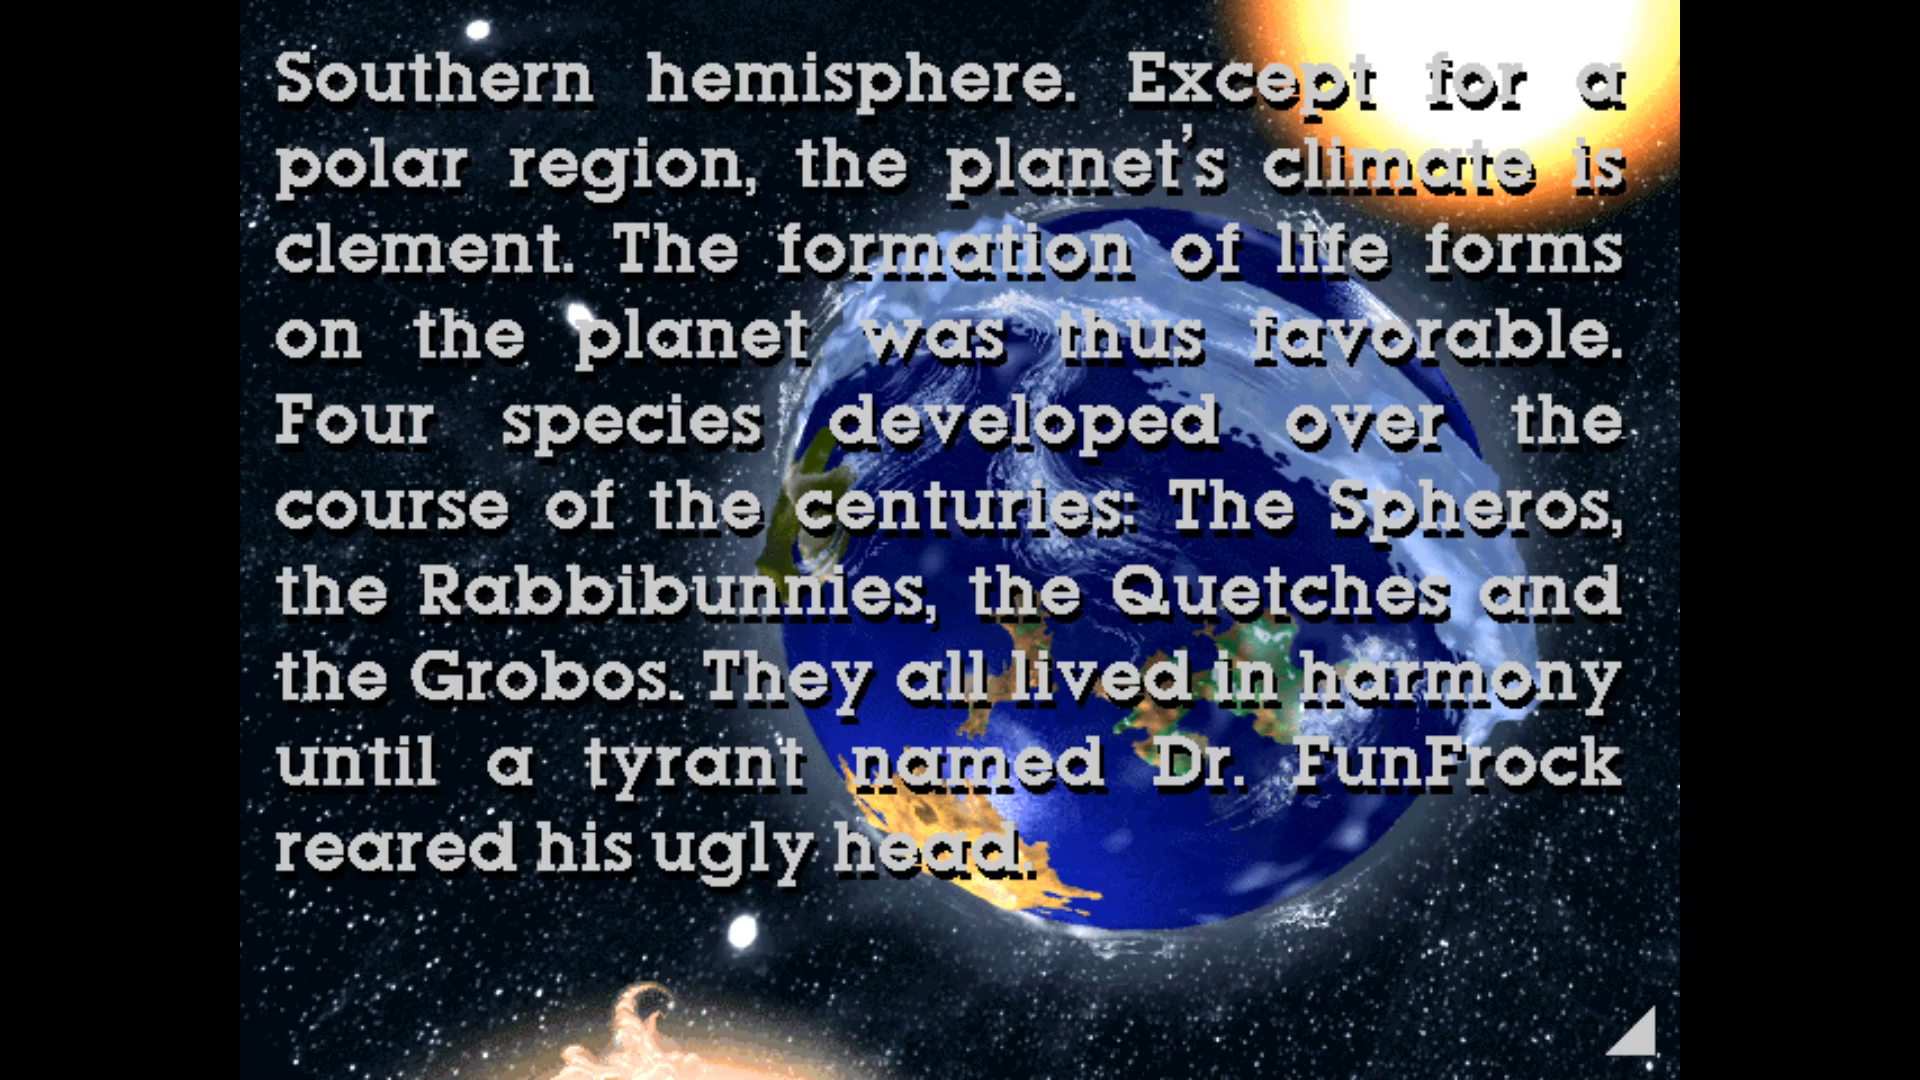 Southern hemisphere. Except for a
polar region, the planet's climate is
clement. The formation of life forms
on the planet was thus favorable.
Four species developed over the
course of the centuries: The Spheros,
the Rabbibunnies, the Quetches and
the Grobos. They all lived in harmony
until a tyrant named Dr. FunFrock
reared his ugly head.